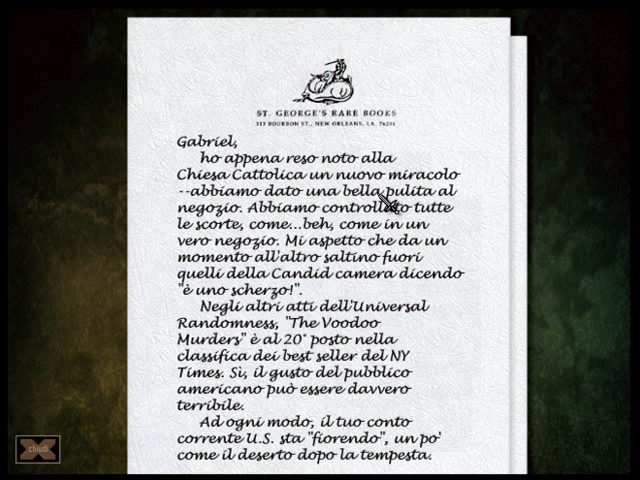 ST. GEORGE'S RARE BOOKS
313 BOURBON ST., NEW ORLEANS, LA. 76201
Gabriel,
ho appena reso noto alla
Chiesa Cattolica un nuovo miracolo
--abbiamo dato una bella pulita al
negozio. Abbiamo controllato tutte
le scorte, come...beh, come in un
vero negozio. Mi aspetto che da un
momento all'altro saltino fuori
quelli della Candid camera dicendo
"è uno scherzo!".
Negli altri atti dell'Universal
Randomness, "The Voodoo
Murders" è al 20° posto nella
classifica dei best seller del NY
Times. Sì, il gusto del pubblico
americano può essere davvero
terribile.
Ad ogni modo, il tuo conto
corrente U.S. sta "fiorendo", un po'
come il deserto dopo la tempesta.
chiudi